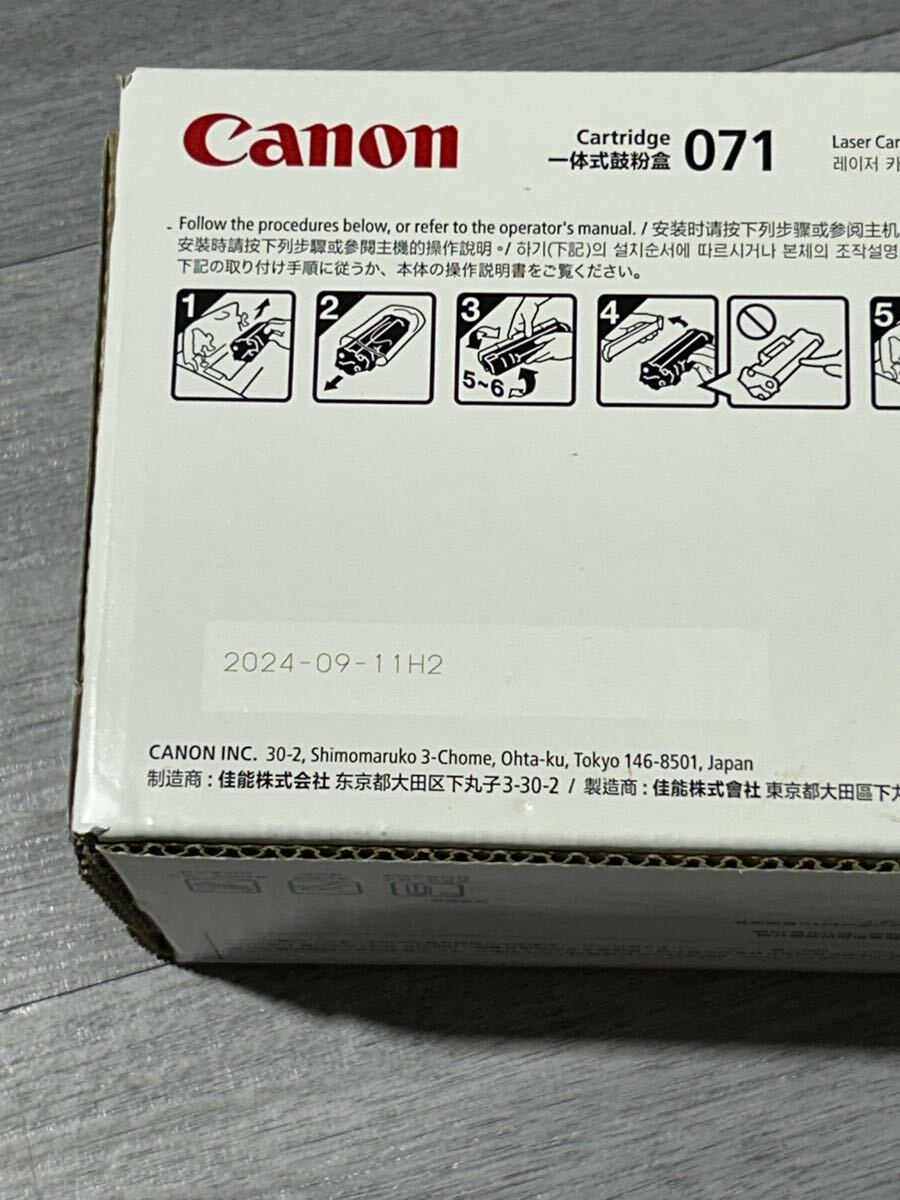 Canon
Cartridge
一体式鼓粉盒 071
Laser Car
레이저 카
Follow the procedures below, or refer to the operator's manual. / 安装时请按下列步骤或参阅主机
安裝時請按下列步驟或參閱主機的操作說明。/ 하기(下記)의 설치순서에 따르시거나 본체의 조작설명
下記の取り付け手順に従うか、本体の操作説明書をご覧ください。
1 2 3 4 5
5~6
2024-09-11H2
CANON INC. 30-2, Shimomaruko 3-Chome, Ohta-ku, Tokyo 146-8501, Japan
制造商 : 佳能株式会社 东京都大田区下丸子3-30-2 / 製造商 : 佳能株式會社 東京都大田區下丸